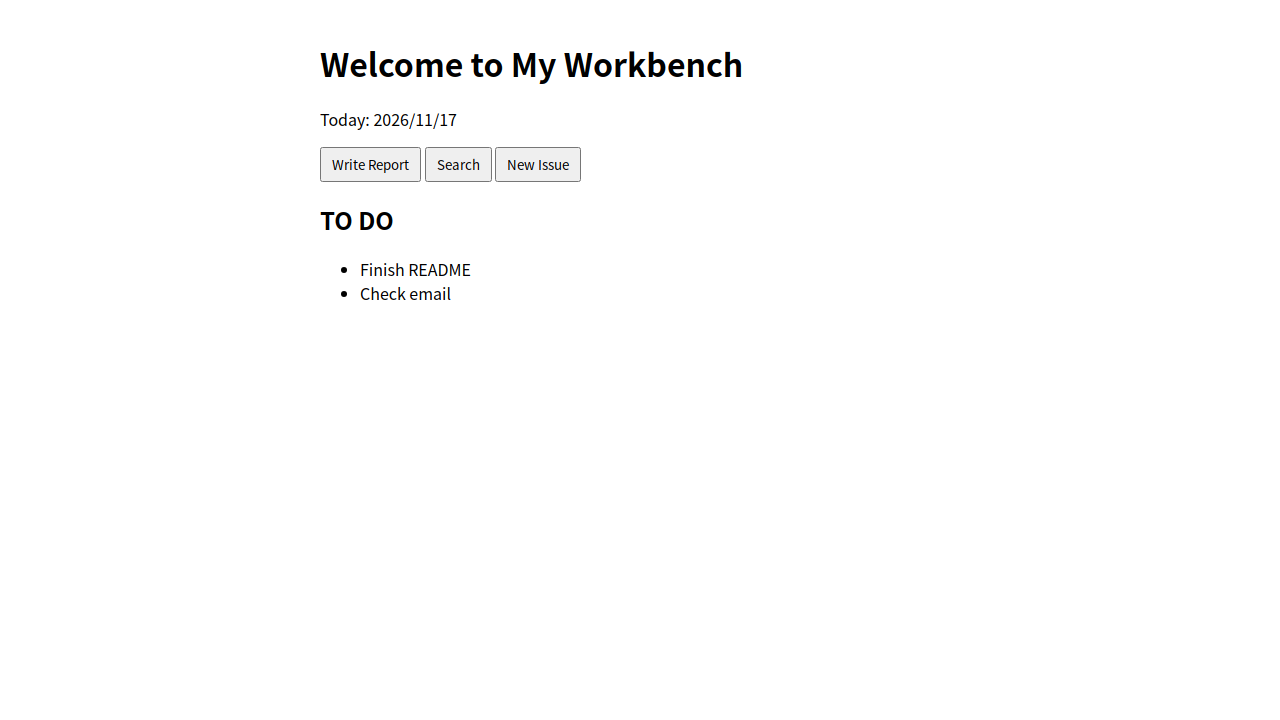 Welcome to My Workbench
Today: 2026/11/17
Write Report Search New Issue
TO DO
Finish README
Check email